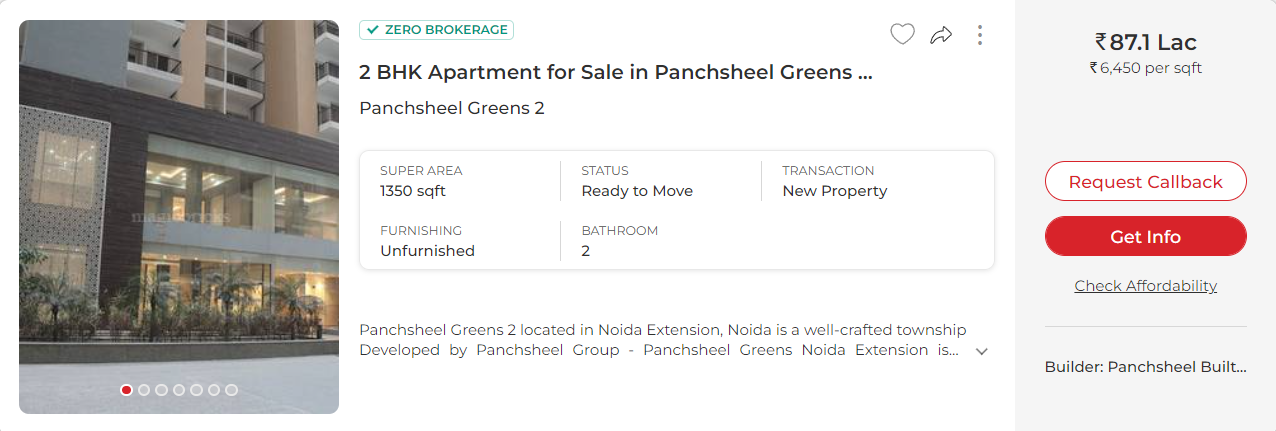 ZERO BROKERAGE
2 BHK Apartment for Sale in Panchsheel Greens ...
Panchsheel Greens 2
SUPER AREA
1350 sqft
STATUS
Ready to Move
TRANSACTION
New Property
FURNISHING
Unfurnished
BATHROOM
2
Panchsheel Greens 2 located in Noida Extension, Noida is a well-crafted township
Developed by Panchsheel Group - Panchsheel Greens Noida Extension is...
magicbricks
₹87.1 Lac
₹6,450 per sqft
Request Callback
Get Info
Check Affordability
Builder: Panchsheel Built...